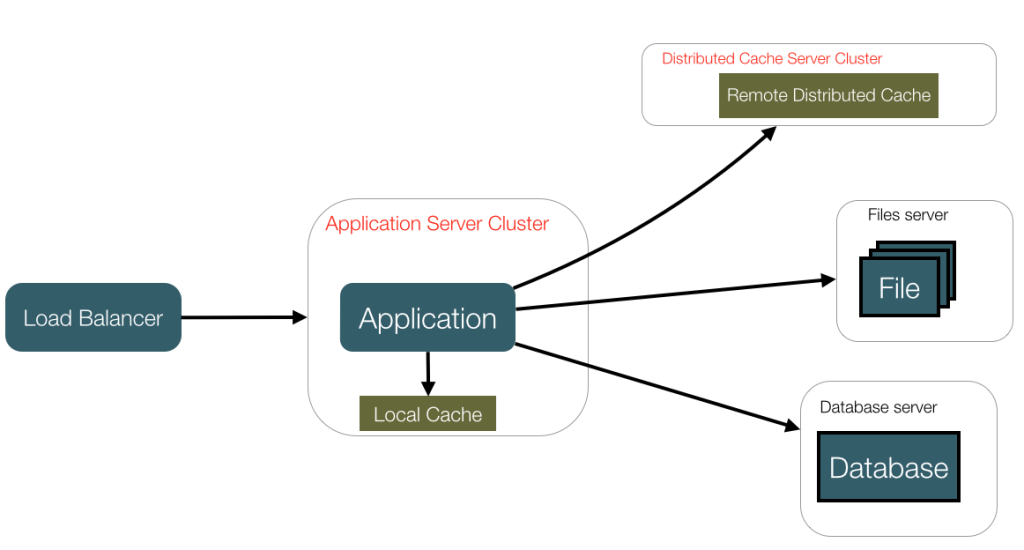 Distributed Cache Server Cluster
Remote Distributed Cache
Application Server Cluster
Files server
File
Load Balancer
Application
Local Cache
Database server
Database